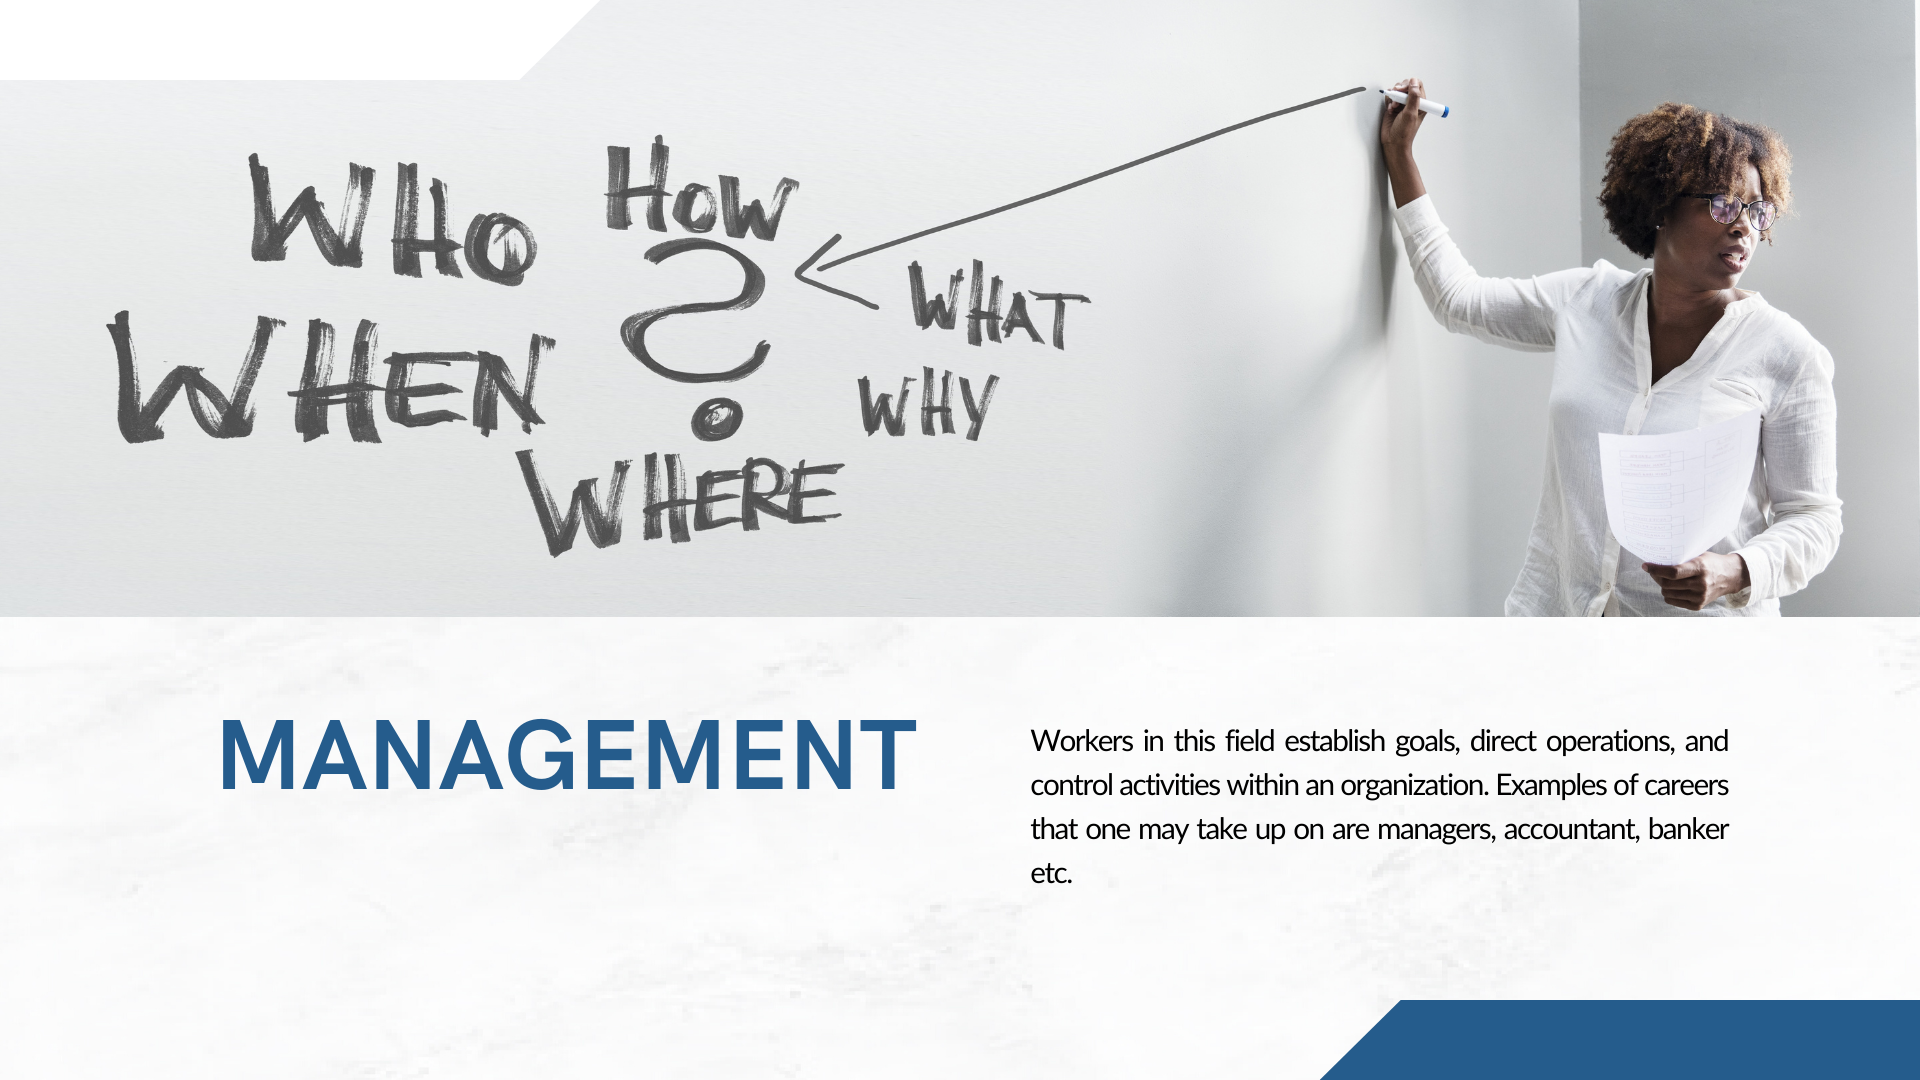 WHO
HOW
?
WHAT
WHEN
WHY
WHERE
MANAGEMENT
Workers in this field establish goals, direct operations, and
control activities within an organization. Examples of careers
that one may take up on are managers, accountant, banker
etc.